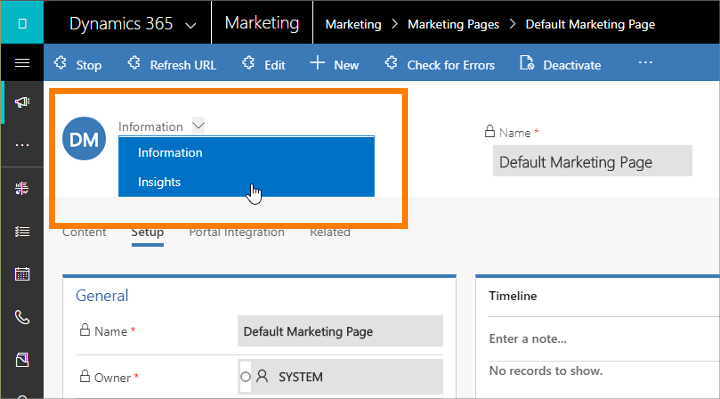 Dynamics 365 Marketing Marketing > Marketing Pages > Default Marketing Page
Stop Refresh URL Edit New Check for Errors Deactivate ...
DM
Information
Information
Insights
Name *
Default Marketing Page
Content Setup Portal Integration Related
General
Name * Default Marketing Page
Owner * SYSTEM
Timeline
Enter a note...
No records to show.